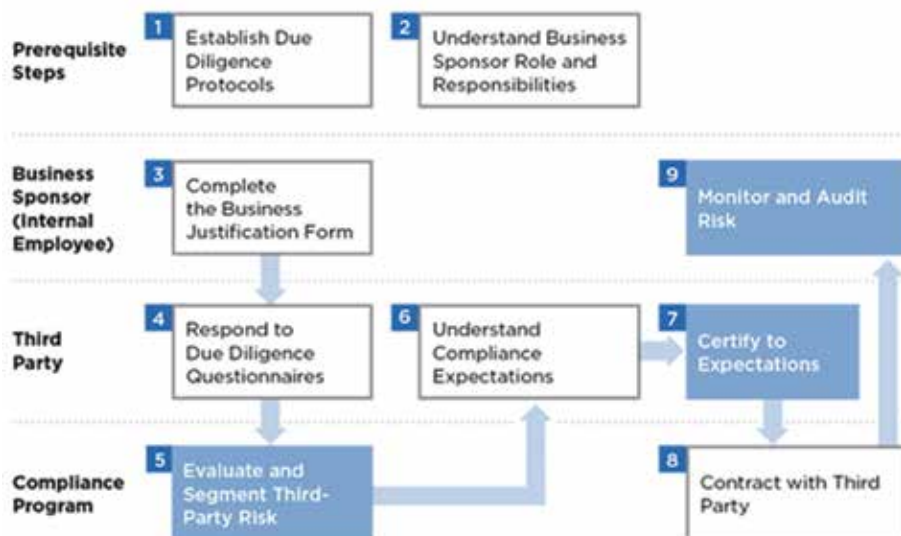 Prerequisite
Steps
1
Establish Due
Diligence
Protocols
2
Understand Business
Sponsor Role and
Responsibilities
Business
Sponsor
(Internal
Employee)
3
Complete
the Business
Justification Form
9
Monitor and Audit
Risk
Third
Party
4
Respond to
Due Diligence
Questionnaires
6
Understand
Compliance
Expectations
7
Certify to
Expectations
Compliance
Program
5
Evaluate and
Segment Third-
Party Risk
8
Contract with Third
Party